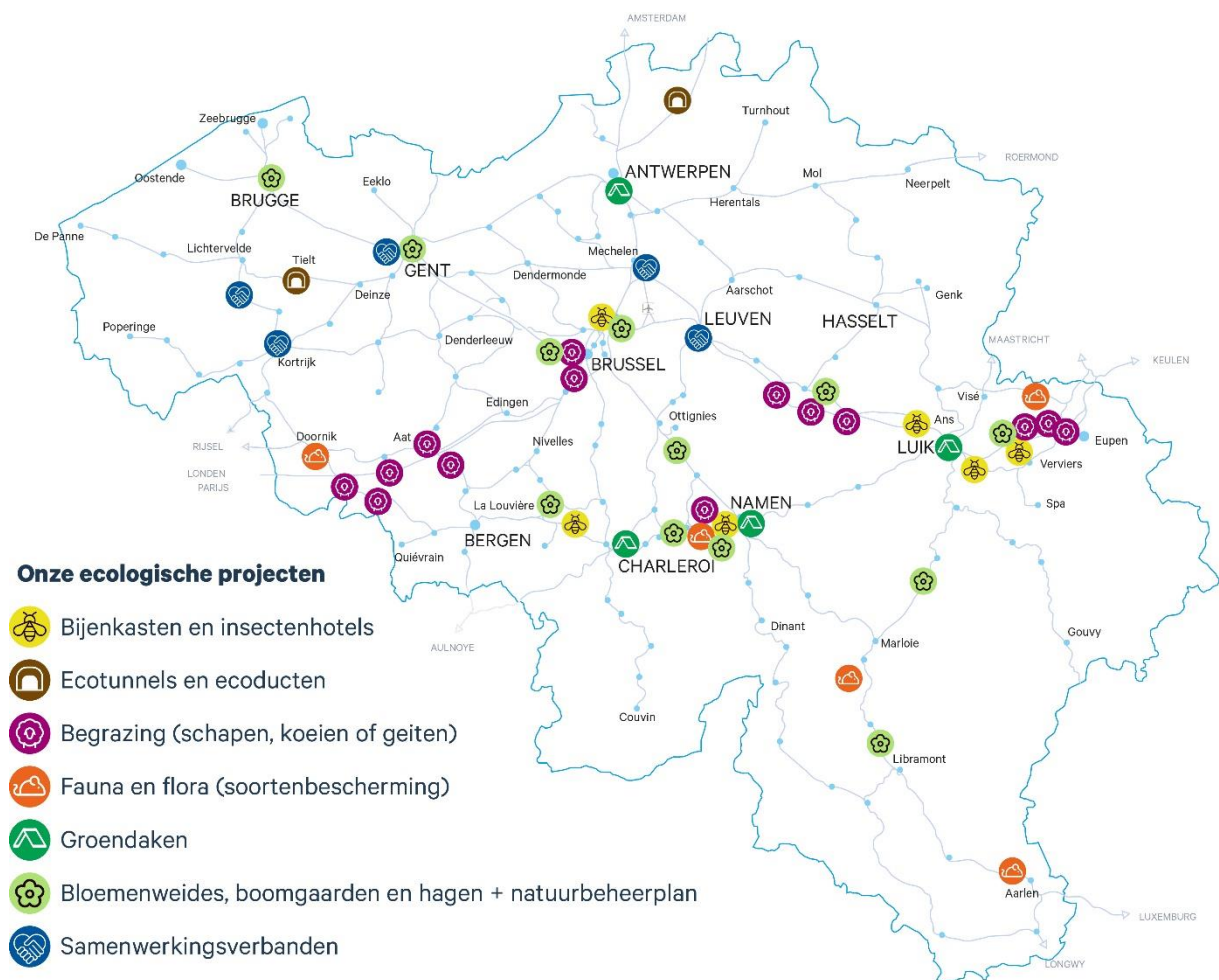 AMSTERDAM
Zeebrugge
Turnhout
Oostende
BRUGGE
Eeklo
ANTWERPEN
Mol
ROERMOND
Neerpelt
Herentals
De Panne
Lichtervelde
Tielt
GENT
Mechelen
Dendermonde
Deinze
Aarschot
Genk
LEUVEN
HASSELT
Poperinge
Kortrijk
Denderleeuw
BRUSSEL
MAASTRICHT
KEULEN
Visé
Edingen
Ottignies
Ans
Doornik
Aat
Nivelles
LUIK
Eupen
Verviers
RIJSEL
LONDEN
PARIJS
La Louvière
NAMEN
Spa
BERGEN
Quiévrain
CHARLEROI
AULNOYE
Dinant
Marloie
Gouvy
Couvin
Libramont
Aarlen
LUXEMBURG
LONGWY
Onze ecologische projecten
Bijenkasten en insectenhotels
Ecotunnels en ecoducten
Begrazing (schapen, koeien of geiten)
Fauna en flora (soortenbescherming)
Groendaken
Bloemenweides, boomgaarden en hagen + natuurbeheerplan
Samenwerkingsverbanden